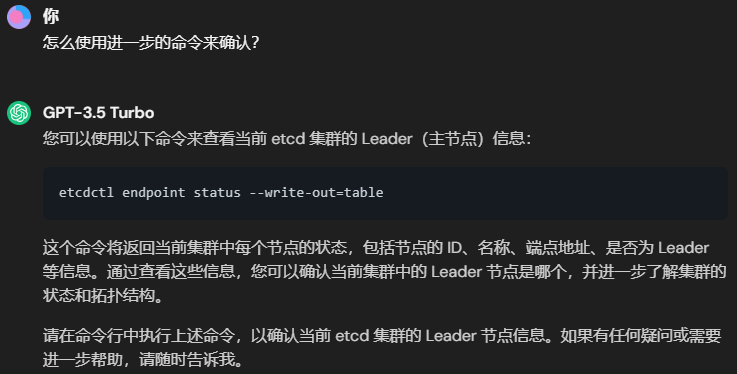 你
怎么使用进一步的命令来确认？
GPT-3.5 Turbo
您可以使用以下命令来查看当前 etcd 集群的 Leader（主节点）信息：
etcdctl endpoint status --write-out=table
这个命令将返回当前集群中每个节点的状态，包括节点的 ID、名称、端点地址、是否为 Leader
等信息。通过查看这些信息，您可以确认当前集群中的 Leader 节点是哪个，并进一步了解集群的
状态和拓扑结构。
请在命令行中执行上述命令，以确认当前 etcd 集群的 Leader 节点信息。如果有任何疑问或需要
进一步帮助，请随时告诉我。